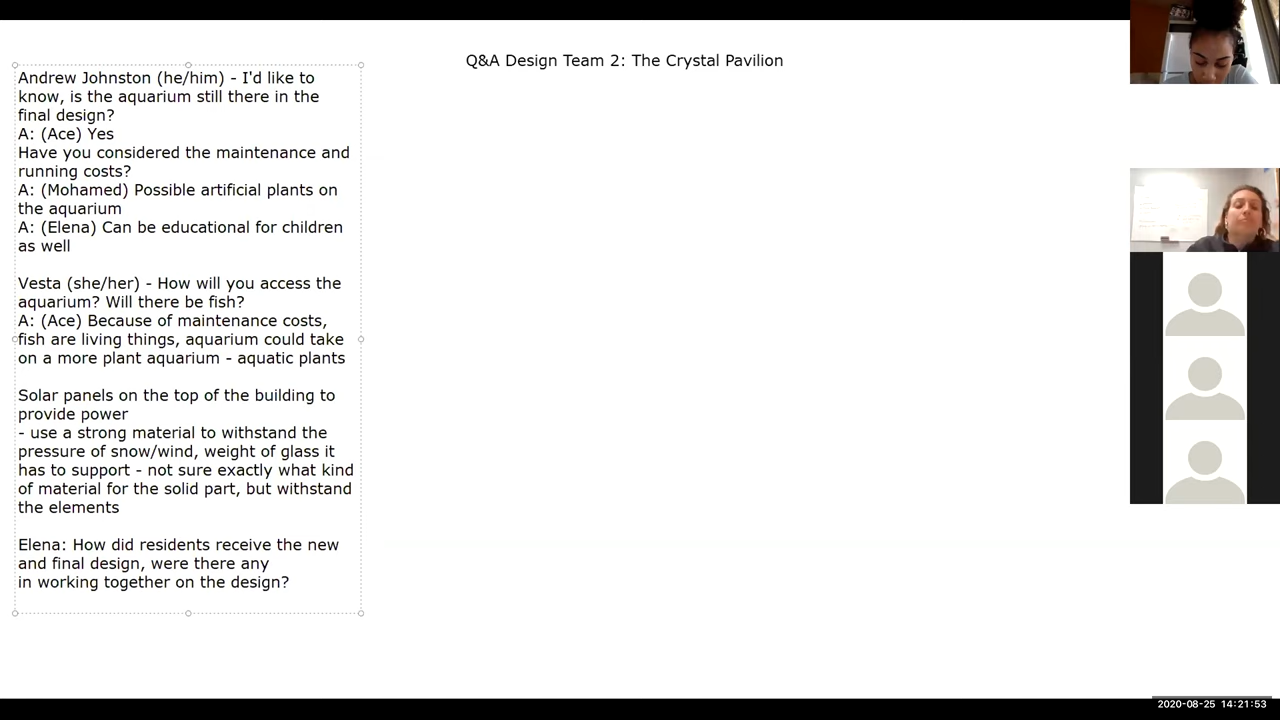 Q&A Design Team 2: The Crystal Pavilion
Andrew Johnston (he/him) - I'd like to
know, is the aquarium still there in the
final design?
A: (Ace) Yes
Have you considered the maintenance and
running costs?
A: (Mohamed) Possible artificial plants on
the aquarium
A: (Elena) Can be educational for children
as well
Vesta (she/her) - How will you access the
aquarium? Will there be fish?
A: (Ace) Because of maintenance costs,
fish are living things, aquarium could take
on a more plant aquarium - aquatic plants
Solar panels on the top of the building to
provide power
- use a strong material to withstand the
pressure of snow/wind, weight of glass it
has to support - not sure exactly what kind
of material for the solid part, but withstand
the elements
Elena: How did residents receive the new
and final design, were there any
in working together on the design?
2020-08-25 14:21:53